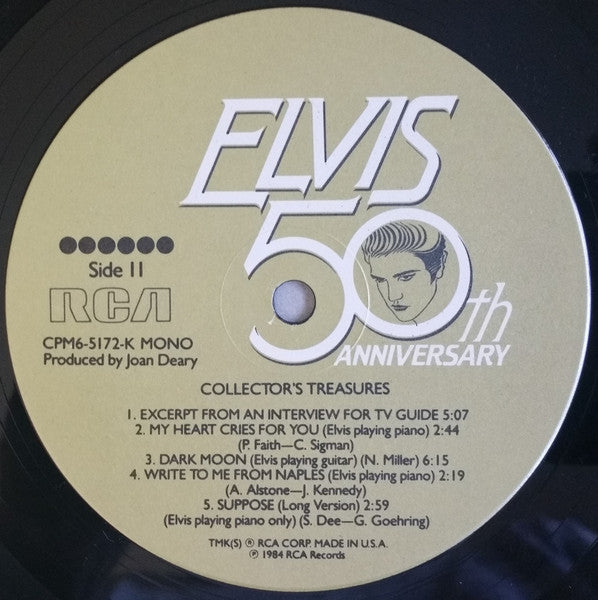 ELVIS
50th
ANNIVERSARY
Side 11
RCA
CPM6-5172-K MONO
Produced by Joan Deary
COLLECTOR'S TREASURES
1. EXCERPT FROM AN INTERVIEW FOR TV GUIDE 5:07
2. MY HEART CRIES FOR YOU (Elvis playing piano) 2:44
(P. Faith—C. Sigman)
3. DARK MOON (Elvis playing guitar) (N. Miller) 6:15
4. WRITE TO ME FROM NAPLES (Elvis playing piano) 2:19
(A. Alstone—J. Kennedy)
5. SUPPOSE (Long Version) 2:59
(Elvis playing piano only) (S. Dee—G. Goehring)
TMK(S) ® RCA CORP. MADE IN U.S.A.
℗ 1984 RCA Records